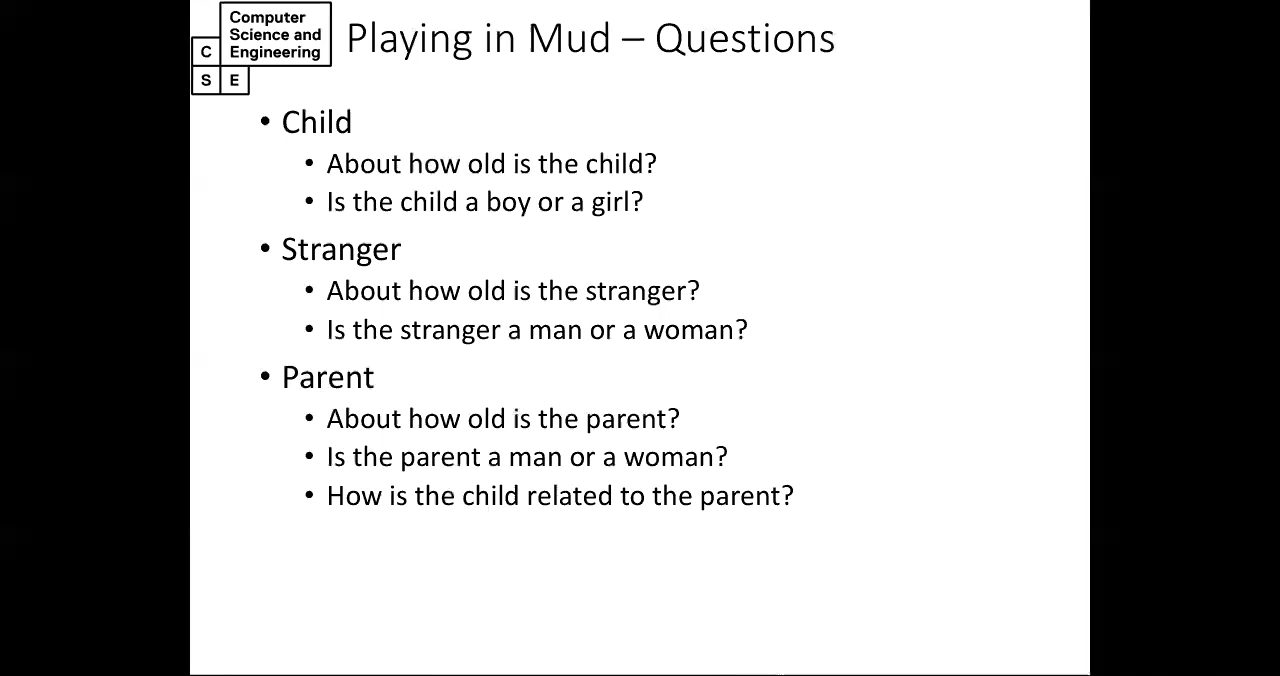 Computer
Science and
Engineering
C
S E
Playing in Mud – Questions
• Child
• About how old is the child?
• Is the child a boy or a girl?
• Stranger
• About how old is the stranger?
• Is the stranger a man or a woman?
• Parent
• About how old is the parent?
• Is the parent a man or a woman?
• How is the child related to the parent?